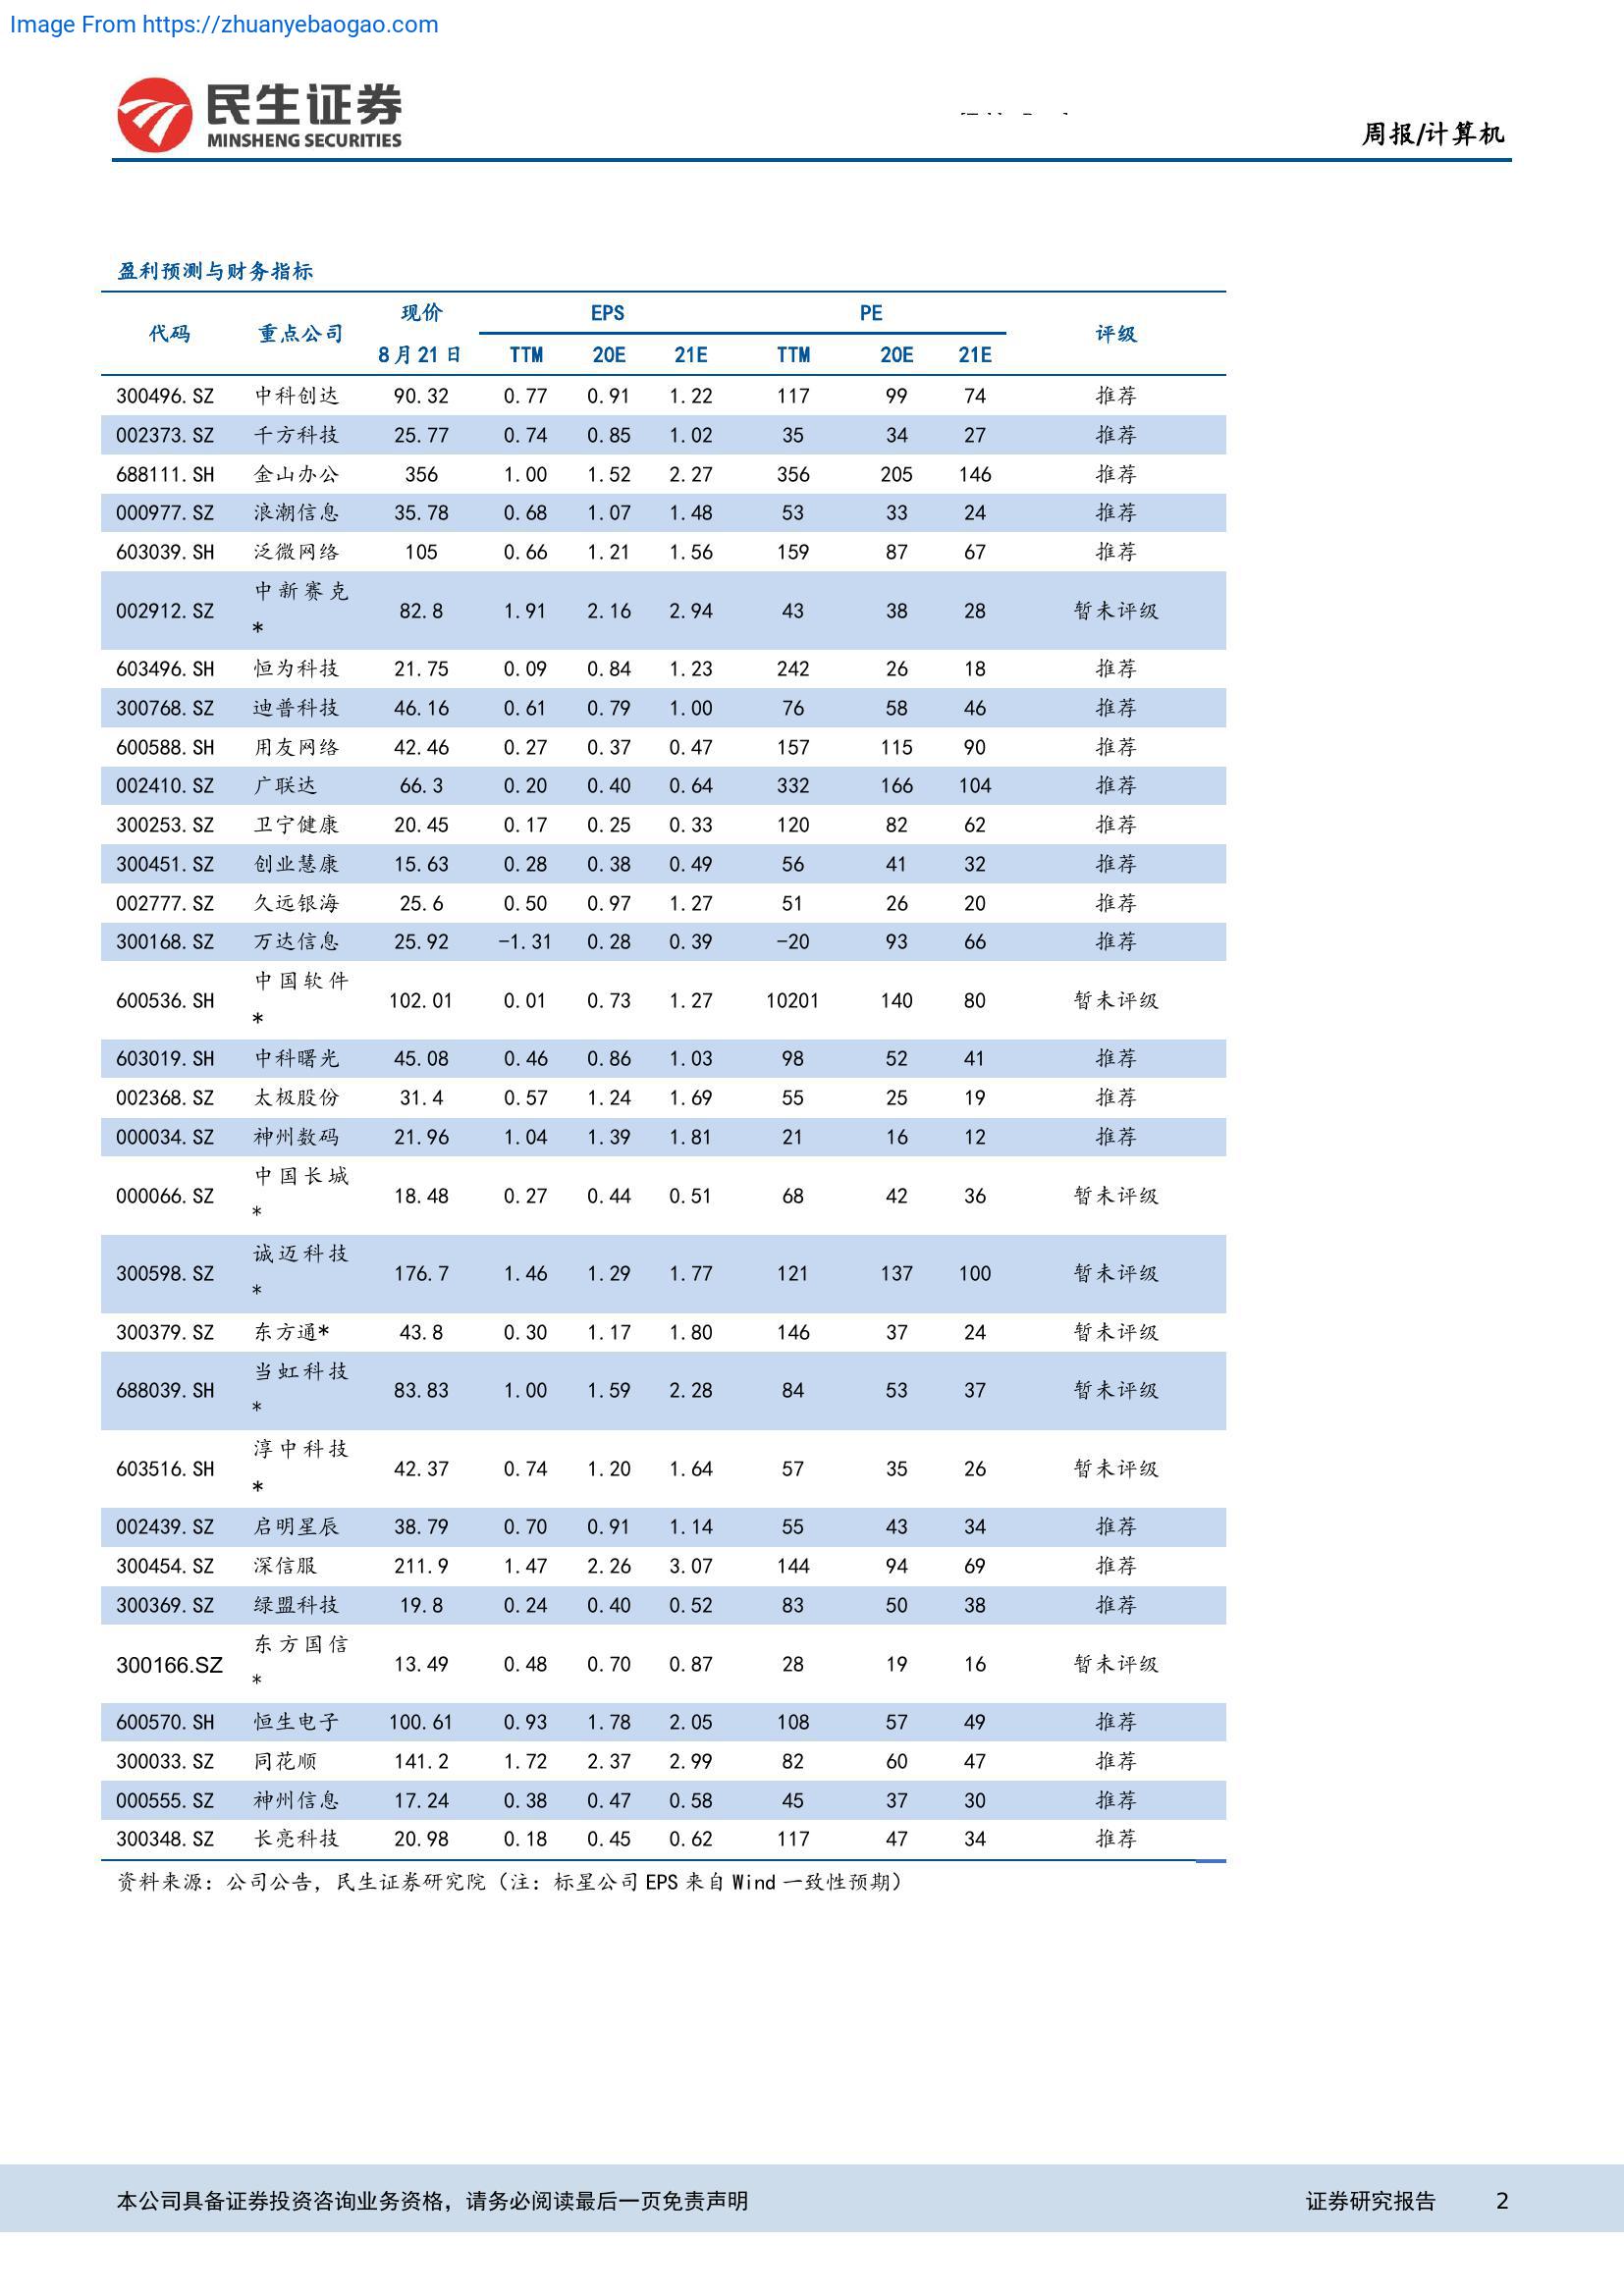 Image From https://zhuanyebaogao.com
民生证券
MINSHENG SECURITIES
周报/计算机
盈利预测与财务指标
代码 重点公司 现价 EPS PE 评级
8月21日 TTM 20E 21E TTM 20E 21E
300496.SZ 中科创达 90.32 0.77 0.91 1.22 117 99 74 推荐
002373.SZ 千方科技 25.77 0.74 0.85 1.02 35 34 27 推荐
688111.SH 金山办公 356 1.00 1.52 2.27 356 205 146 推荐
000977.SZ 浪潮信息 35.78 0.68 1.07 1.48 53 33 24 推荐
603039.SH 泛微网络 105 0.66 1.21 1.56 159 87 67 推荐
002912.SZ 中新赛克* 82.8 1.91 2.16 2.94 43 38 28 暂未评级
603496.SH 恒为科技 21.75 0.09 0.84 1.23 242 26 18 推荐
300768.SZ 迪普科技 46.16 0.61 0.79 1.00 76 58 46 推荐
600588.SH 用友网络 42.46 0.27 0.37 0.47 157 115 90 推荐
002410.SZ 广联达 66.3 0.20 0.40 0.64 332 166 104 推荐
300253.SZ 卫宁健康 20.45 0.17 0.25 0.33 120 82 62 推荐
300451.SZ 创业慧康 15.63 0.28 0.38 0.49 56 41 32 推荐
002777.SZ 久远银海 25.6 0.50 0.97 1.27 51 26 20 推荐
300168.SZ 万达信息 25.92 -1.31 0.28 0.39 -20 93 66 推荐
600536.SH 中国软件* 102.01 0.01 0.73 1.27 10201 140 80 暂未评级
603019.SH 中科曙光 45.08 0.46 0.86 1.03 98 52 41 推荐
002368.SZ 太极股份 31.4 0.57 1.24 1.69 55 25 19 推荐
000034.SZ 神州数码 21.96 1.04 1.39 1.81 21 16 12 推荐
000066.SZ 中国长城* 18.48 0.27 0.44 0.51 68 42 36 暂未评级
300598.SZ 诚迈科技* 176.7 1.46 1.29 1.77 121 137 100 暂未评级
300379.SZ 东方通* 43.8 0.30 1.17 1.80 146 37 24 暂未评级
688039.SH 当虹科技* 83.83 1.00 1.59 2.28 84 53 37 暂未评级
603516.SH 淳中科技* 42.37 0.74 1.20 1.64 57 35 26 暂未评级
002439.SZ 启明星辰 38.79 0.70 0.91 1.14 55 43 34 推荐
300454.SZ 深信服 211.9 1.47 2.26 3.07 144 94 69 推荐
300369.SZ 绿盟科技 19.8 0.24 0.40 0.52 83 50 38 推荐
300166.SZ 东方国信* 13.49 0.48 0.70 0.87 28 19 16 暂未评级
600570.SH 恒生电子 100.61 0.93 1.78 2.05 108 57 49 推荐
300033.SZ 同花顺 141.2 1.72 2.37 2.99 82 60 47 推荐
000555.SZ 神州信息 17.24 0.38 0.47 0.58 45 37 30 推荐
300348.SZ 长亮科技 20.98 0.18 0.45 0.62 117 47 34 推荐
资料来源：公司公告，民生证券研究院（注：标星公司EPS来自Wind一致性预期）
本公司具备证券投资咨询业务资格，请务必阅读最后一页免责声明 证券研究报告 2